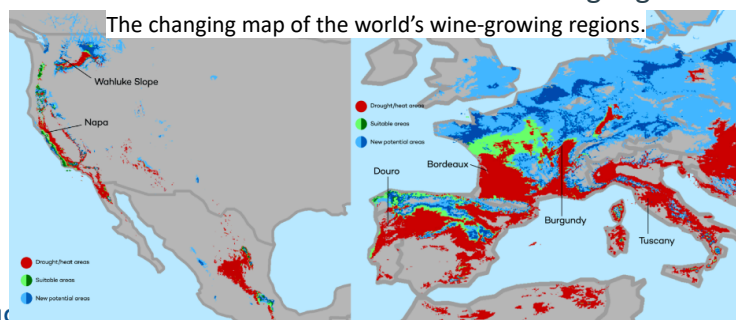 The changing map of the world's wine-growing regions.
Wahluke Slope
Napa
Drought/heat areas
Suitable areas
New potential areas
Drought/heat areas
Suitable areas
New potential areas
Bordeaux
Douro
Burgundy
Tuscany